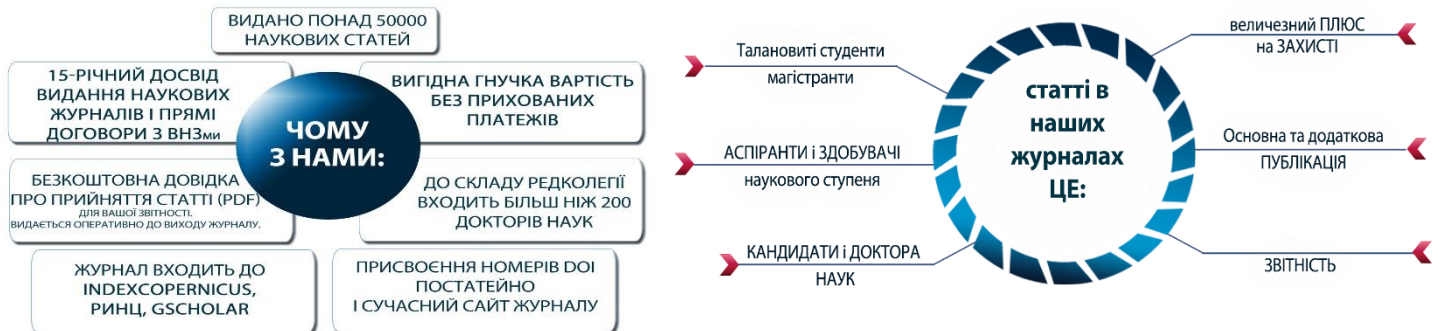 ВИДАНО ПОНАД 50000
НАУКОВИХ СТАТЕЙ
15-РІЧНИЙ ДОСВІД
ВИДАННЯ НАУКОВИХ
ЖУРНАЛІВ І ПРЯМІ
ДОГОВОРИ З ВНЗми
ВИГІДНА ГНУЧКА ВАРТІСТЬ
БЕЗ ПРИХОВАНИХ
ПЛАТЕЖІВ
ЧОМУ
З НАМИ:
БЕЗКОШТОВНА ДОВІДКА
ПРО ПРИЙНЯТТЯ СТАТТІ (PDF)
ДЛЯ ВАШОЇ ЗВІТНОСТІ.
ВИДАЄТЬСЯ ОПЕРАТИВНО ДО ВИХОДУ ЖУРНАЛУ.
ДО СКЛАДУ РЕДКОЛЕГІЇ
ВХОДИТЬ БІЛЬШ НІЖ 200
ДОКТОРІВ НАУК
ЖУРНАЛ ВХОДИТЬ ДО
INDEXCOPERNICUS,
РИНЦ, GSCHOLAR
ПРИСВОЄННЯ НОМЕРІВ DOI
ПОСТАТЕЙНО
І СУЧАСНИЙ САЙТ ЖУРНАЛУ
Талановиті студенти
магістранти
АСПІРАНТИ і ЗДОБУВАЧІ
наукового ступеня
КАНДИДАТИ і ДОКТОРА
НАУК
статті в
наших
журналах
ЦЕ:
величезний ПЛЮС
на ЗАХИСТІ
Основна та додаткова
ПУБЛІКАЦІЯ
ЗВІТНІСТЬ